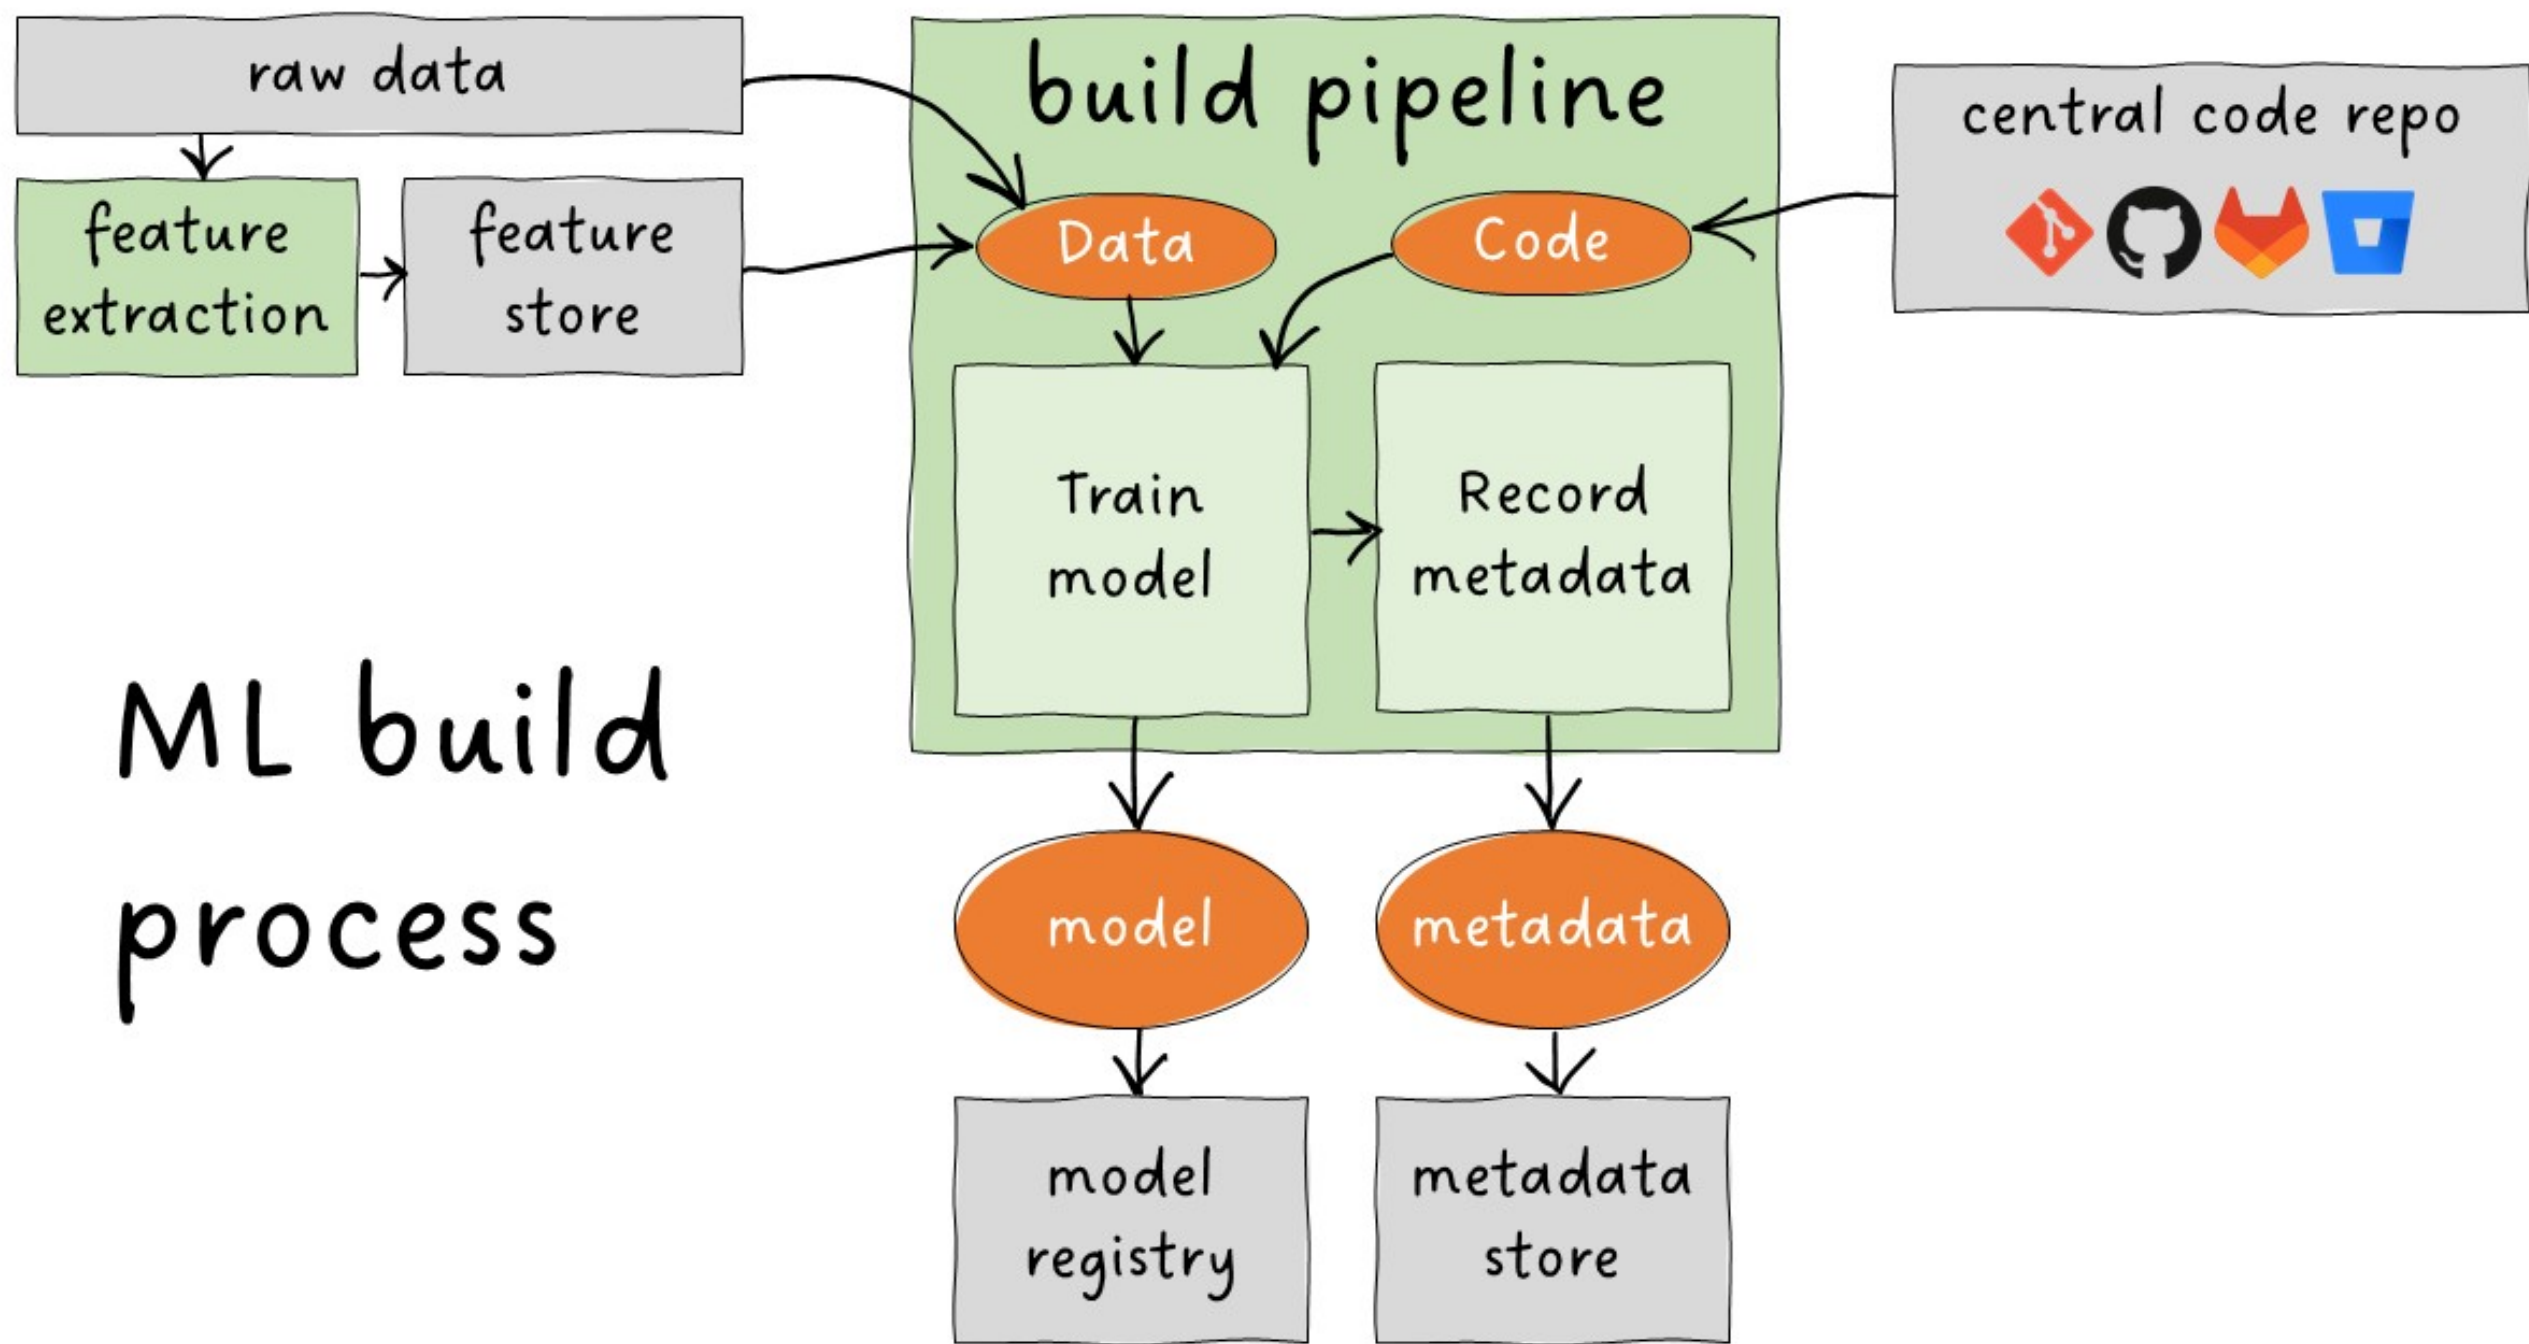 raw data
feature
extraction
feature
store
build pipeline
Data
Code
Train
model
Record
metadata
central code repo
ML build
process
model
metadata
model
registry
metadata
store